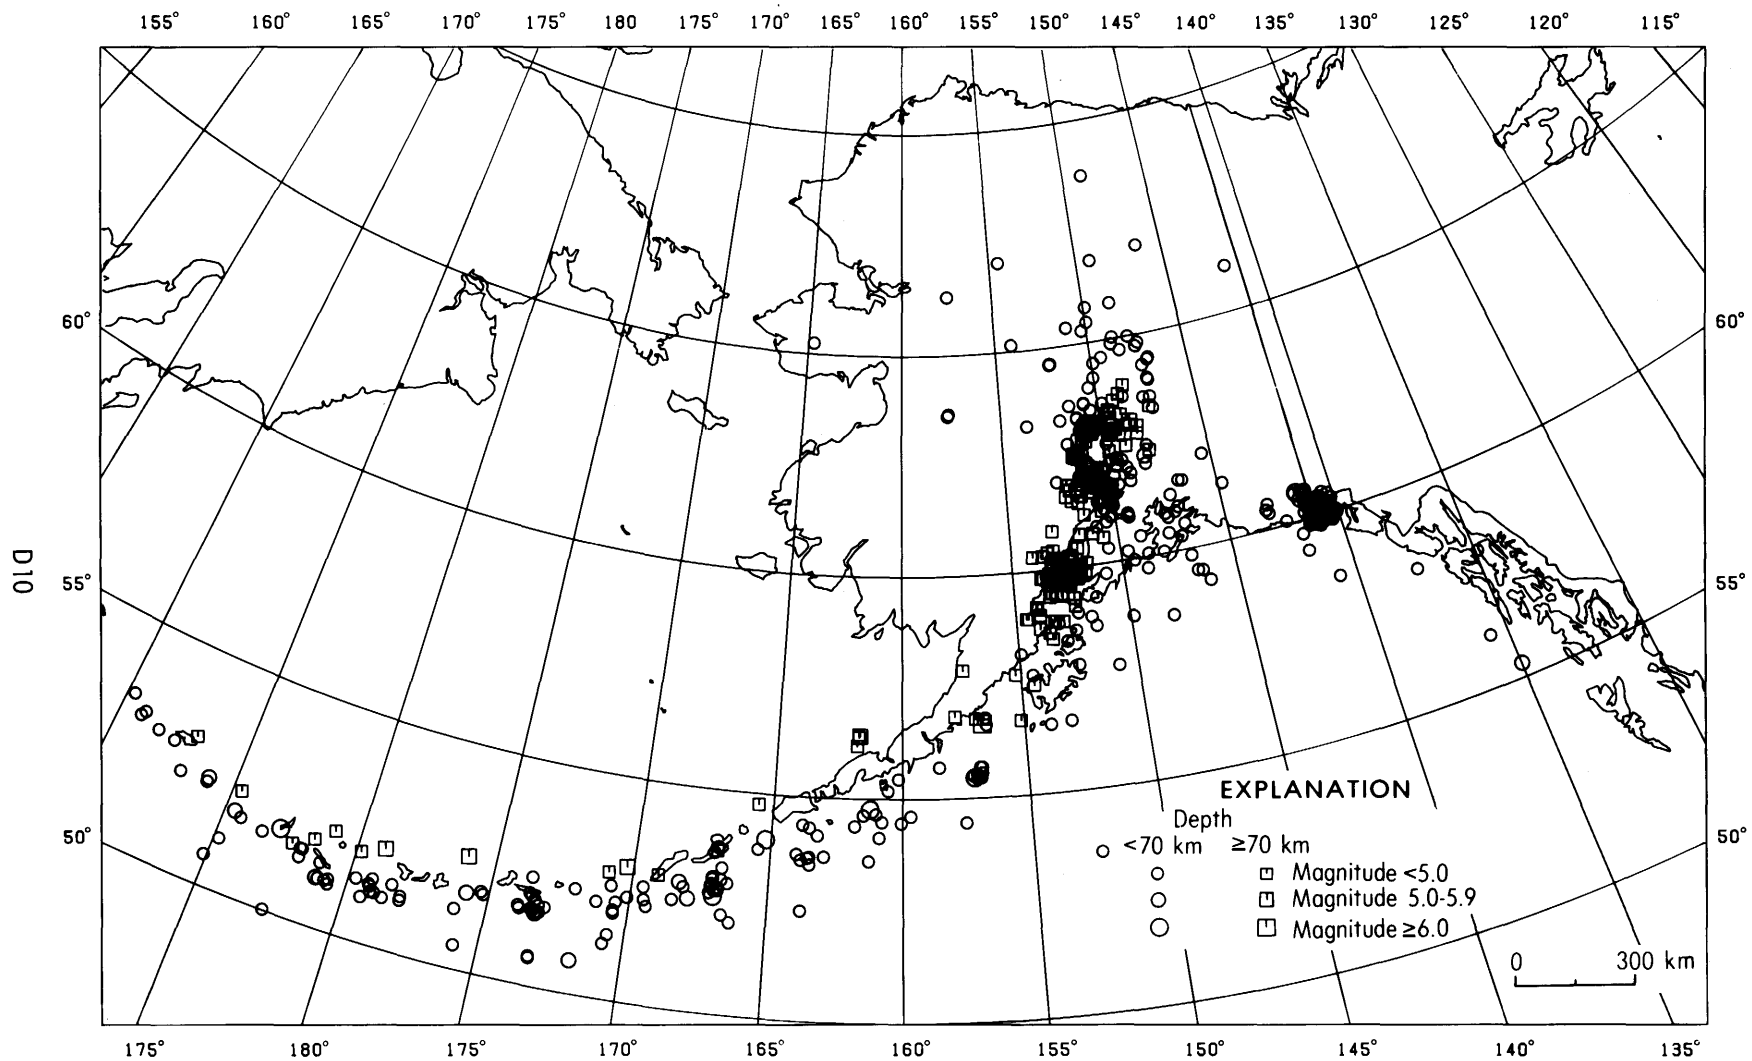 155° 160° 165° 170° 175° 180 175° 170° 165° 160° 155° 150° 145° 140° 135° 130° 125° 120° 115°
60° 60°
D10
55° 55°
EXPLANATION
Depth
<70 km ≥70 km
50° 50°
Magnitude <5.0
Magnitude 5.0-5.9
Magnitude ≥6.0
0 300 km
175° 180° 175° 170° 165° 160° 155° 150° 145° 140° 135°